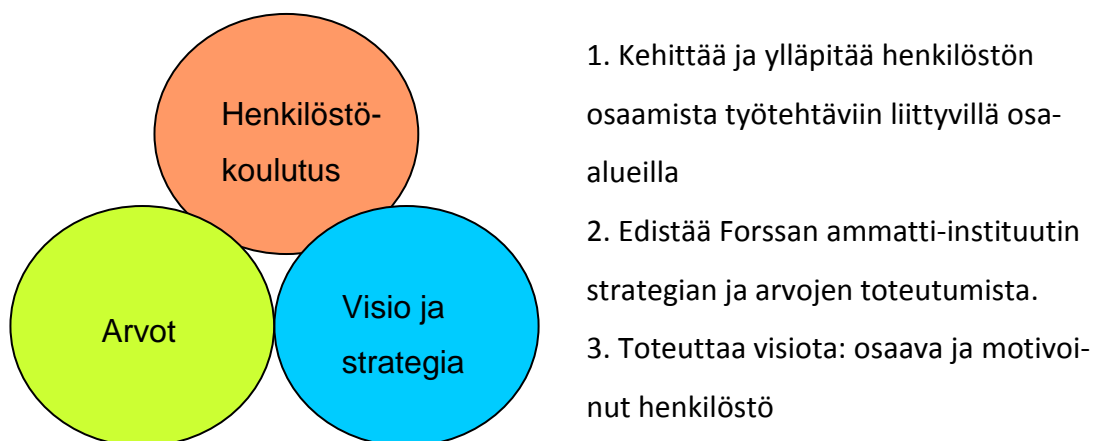 Henkilöstö-
koulutus
Arvot
Visio ja
strategia
1. Kehittää ja ylläpitää henkilöstön
osaamista työtehtäviin liittyvillä osa-
alueilla
2. Edistää Forssan ammatti-instituutin
strategian ja arvojen toteutumista.
3. Toteuttaa visiota: osaava ja motivoi-
nut henkilöstö